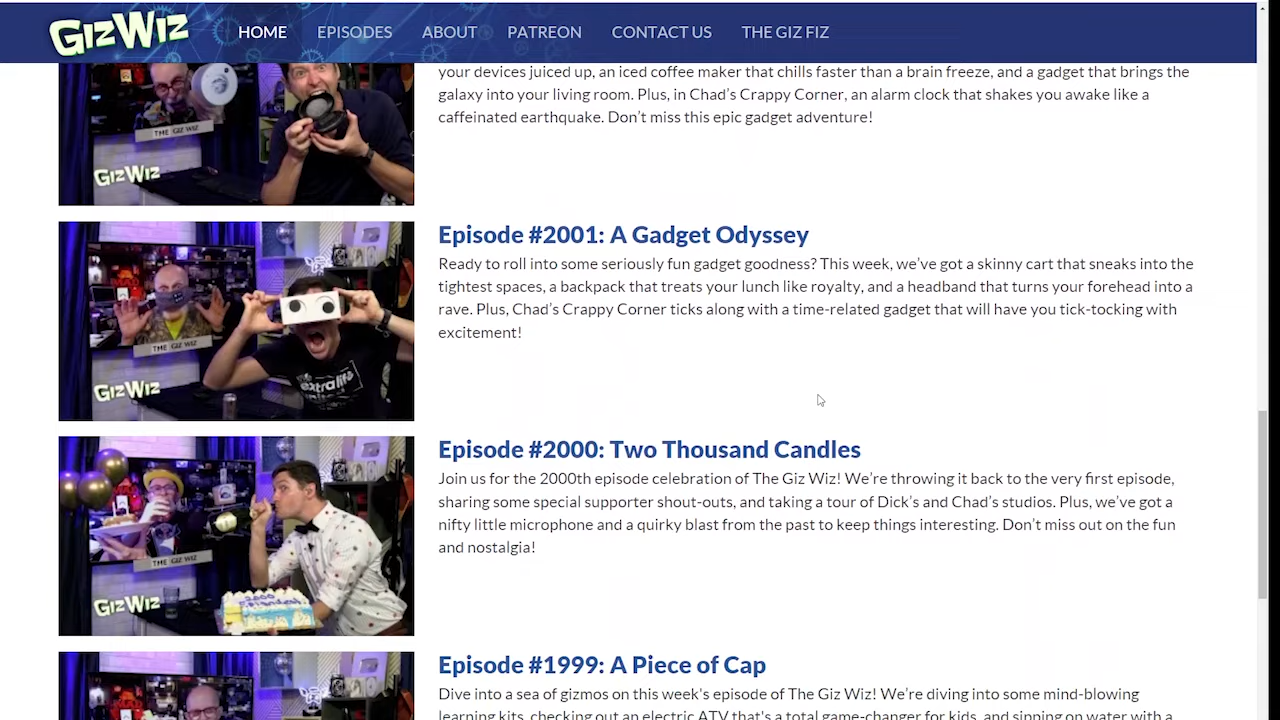 GIZWIZ
HOME EPISODES ABOUT PATREON CONTACT US THE GIZ FIZ
your devices juiced up, an iced coffee maker that chills faster than a brain freeze, and a gadget that brings the
galaxy into your living room. Plus, in Chad’s Crappy Corner, an alarm clock that shakes you awake like a
caffeinated earthquake. Don’t miss this epic gadget adventure!
THE GIZ WIZ
GIZWIZ
Episode #2001: A Gadget Odyssey
Ready to roll into some seriously fun gadget goodness? This week, we’ve got a skinny cart that sneaks into the
tightest spaces, a backpack that treats your lunch like royalty, and a headband that turns your forehead into a
rave. Plus, Chad’s Crappy Corner ticks along with a time-related gadget that will have you tick-tocking with
excitement!
THE GIZ WIZ
extralife
GIZWIZ
Episode #2000: Two Thousand Candles
Join us for the 2000th episode celebration of The Giz Wiz! We’re throwing it back to the very first episode,
sharing some special supporter shout-outs, and taking a tour of Dick’s and Chad’s studios. Plus, we’ve got a
nifty little microphone and a quirky blast from the past to keep things interesting. Don’t miss out on the fun
and nostalgia!
THE GIZ WIZ
GIZWIZ
2000
Episode #1999: A Piece of Cap
Dive into a sea of gizmos on this week’s episode of The Giz Wiz! We’re diving into some mind-blowing
learning kits, checking out an electric ATV that's a total game-changer for kids, and sipping on water with a